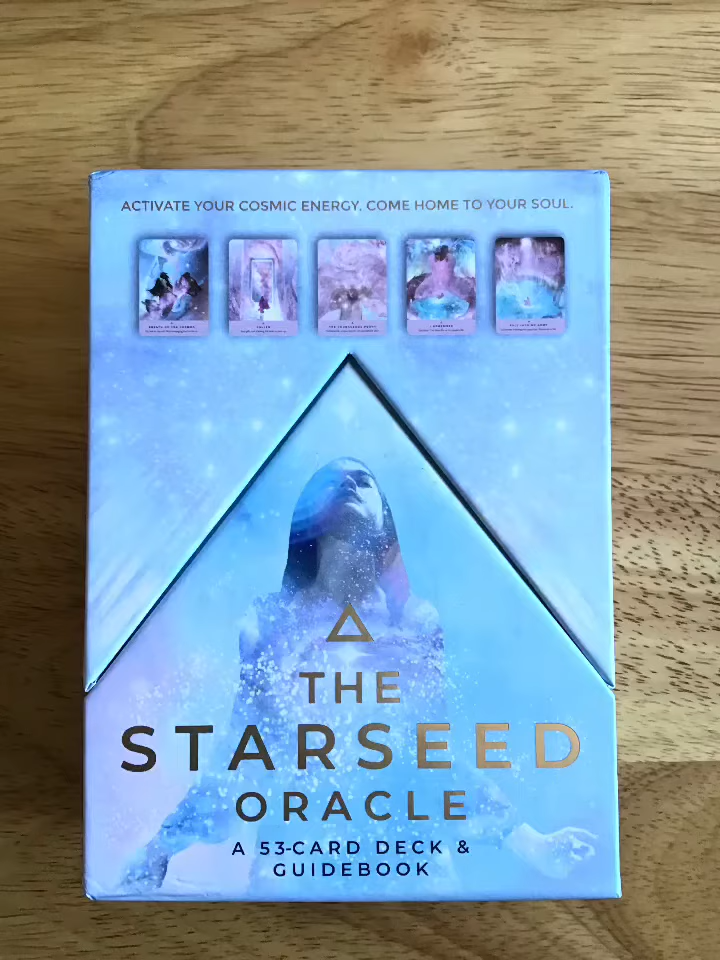 ACTIVATE YOUR COSMIC ENERGY. COME HOME TO YOUR SOUL.
THE
STARSEED
ORACLE
A 53-CARD DECK &
GUIDEBOOK